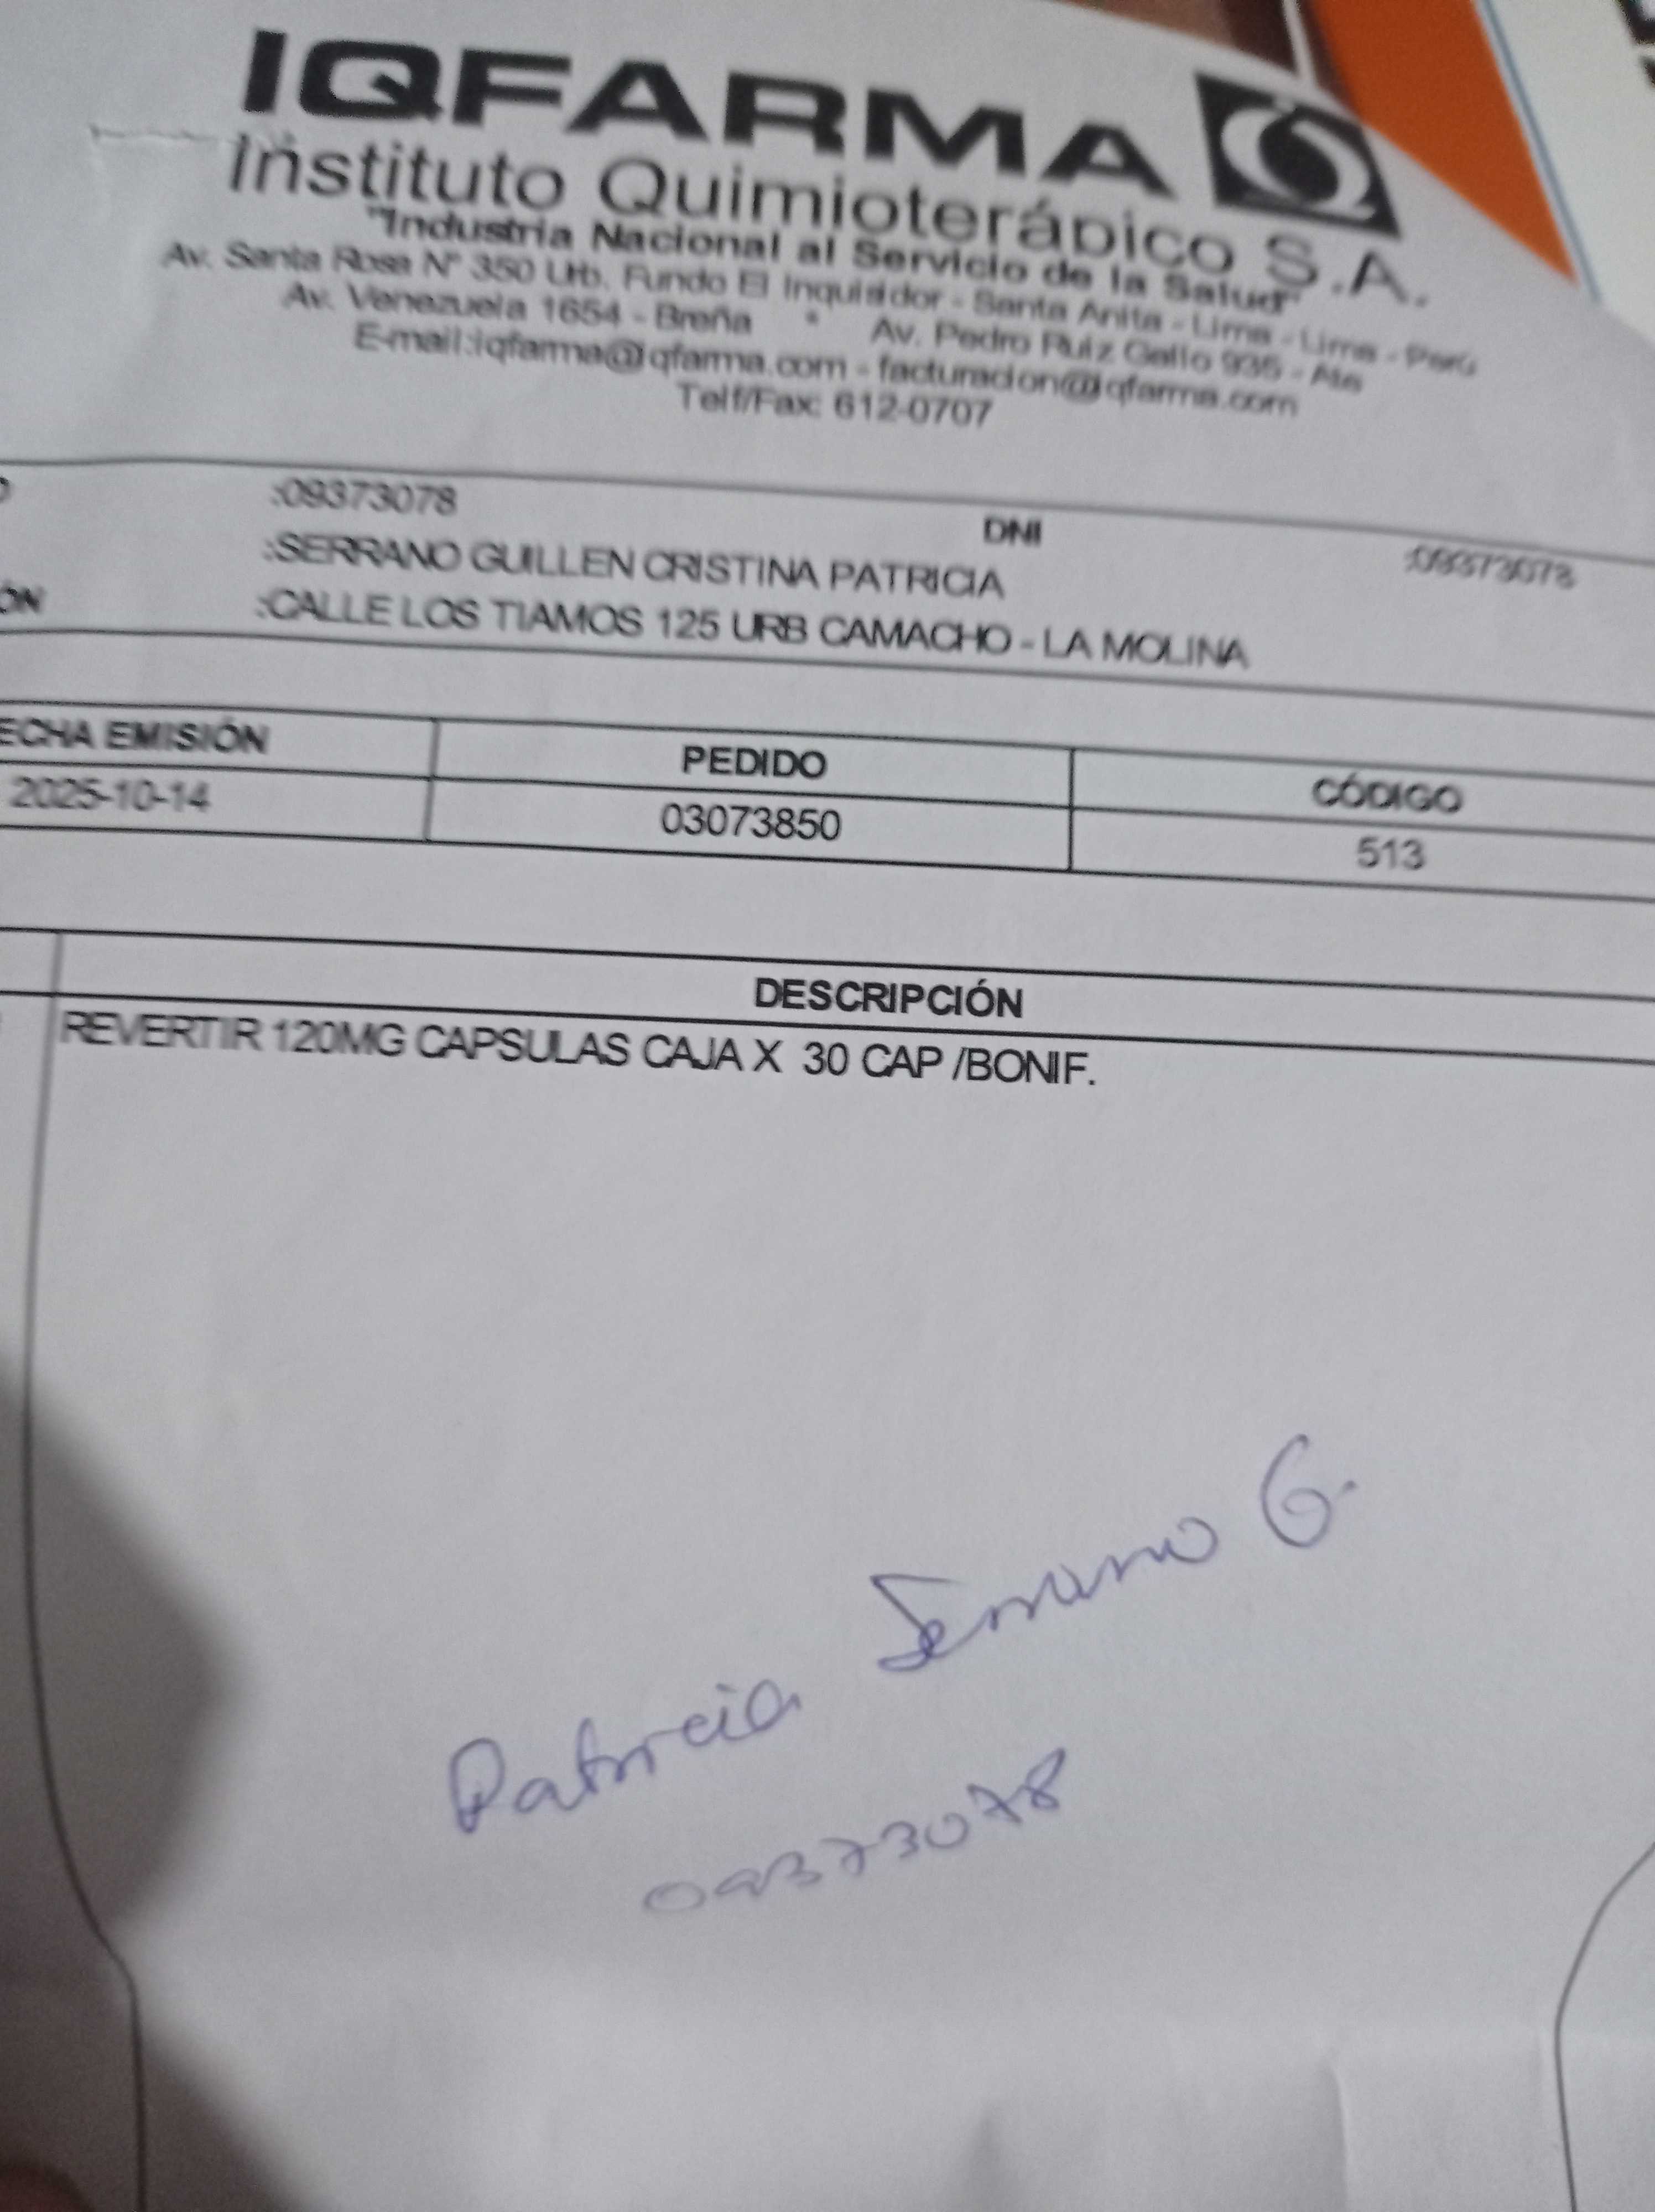 IQFARMA
Instituto Quimioterápico S.A.
"Industria Nacional al Servicio de la Salud"
Av. Santa Rosa N° 350 Urb. Fundo El Inquisidor - Santa Anita - Lima - Lima - Perú
Av. Venezuela 1654 - Breña * Av. Pedro Ruiz Gallo 935 - Ate
E-mail:iqfarma@iqfarma.com - facturacion@iqfarma.com
Telf/Fax: 612-0707
:09373078 DNI :09373078
:SERRANO GUILLEN CRISTINA PATRICIA
ÓN :CALLE LOS TIAMOS 125 URB CAMACHO - LA MOLINA
ECHA EMISIÓN PEDIDO CÓDIGO
2025-10-14 03073850 513
DESCRIPCIÓN
REVERTIR 120MG CAPSULAS CAJA X 30 CAP /BONIF.
Patricia Serrano G.
09373078